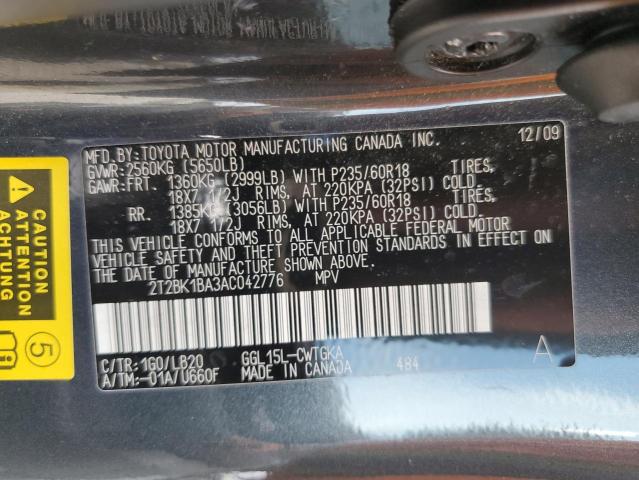 MFD. BY: TOYOTA MOTOR MANUFACTURING CANADA INC. 12/09
GVWR: 2560KG (5650LB)
GAWR: FRT. 1360KG (2999LB) WITH P235/60R18 TIRES,
18X7 1/2J RIMS, AT 220KPA (32PSI) COLD.
RR. 1385KG (3056LB) WITH P235/60R18 TIRES,
18X7 1/2J RIMS, AT 220KPA (32PSI) COLD.
THIS VEHICLE CONFORMS TO ALL APPLICABLE FEDERAL MOTOR
VEHICLE SAFETY AND THEFT PREVENTION STANDARDS IN EFFECT ON
THE DATE OF MANUFACTURE SHOWN ABOVE.
2T2BK1BA3AC042776 MPV
C/TR: 1G0/LB20 GGL15L-CWTGKA A
A/TM: -01A/U660F MADE IN CANADA 484
CAUTION
ATTENTION
ACHTUNG
5